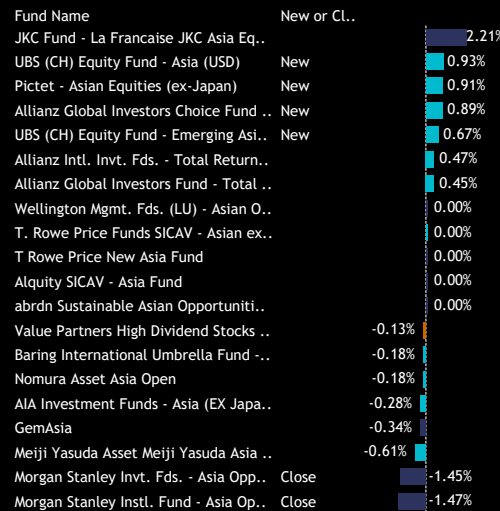 Fund Name New or Cl..
JKC Fund - La Francaise JKC Asia Eq.. 2.21%
UBS (CH) Equity Fund - Asia (USD) New 0.93%
Pictet - Asian Equities (ex-Japan) New 0.91%
Allianz Global Investors Choice Fund .. New 0.89%
UBS (CH) Equity Fund - Emerging Asi.. New 0.67%
Allianz Intl. Invt. Fds. - Total Return.. 0.47%
Allianz Global Investors Fund - Total .. 0.45%
Wellington Mgmt. Fds. (LU) - Asian O.. 0.00%
T. Rowe Price Funds SICAV - Asian ex.. 0.00%
T Rowe Price New Asia Fund 0.00%
Alquity SICAV - Asia Fund 0.00%
abrdn Sustainable Asian Opportuniti.. 0.00%
Value Partners High Dividend Stocks .. -0.13%
Baring International Umbrella Fund -.. -0.18%
Nomura Asset Asia Open -0.18%
AIA Investment Funds - Asia (EX Japa.. -0.28%
GemAsia -0.34%
Meiji Yasuda Asset Meiji Yasuda Asia .. -0.61%
Morgan Stanley Invt. Fds. - Asia Opp.. Close -1.45%
Morgan Stanley Instl. Fund - Asia Op.. Close -1.47%